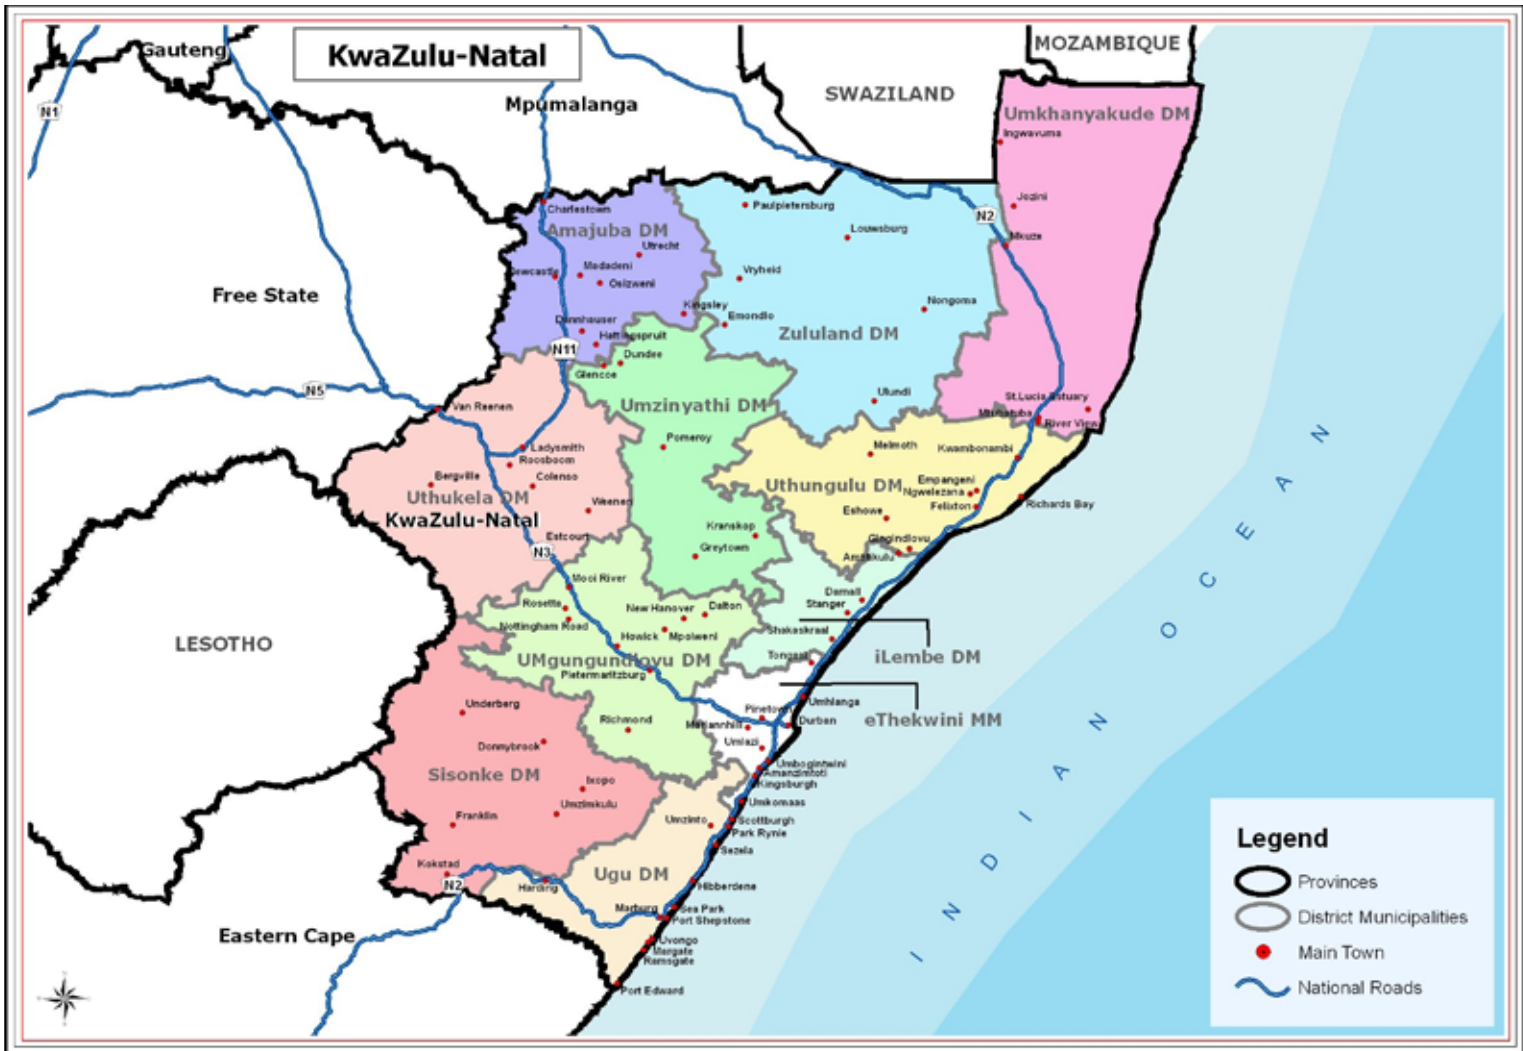 Gauteng
KwaZulu-Natal
MOZAMBIQUE
SWAZILAND
Mpumalanga
N1
Umkhanyakude DM
Ingwavuma
Jozini
N2
Mkuze
Charlestown
Amajuba DM
Utrecht
Newcastle
Madadeni
Osizweni
Kingsley
Dannhauser
Hattingspruit
N11
Dundee
Glencoe
Paulpietersburg
Louwsburg
Vryheid
Nongoma
Emondlo
Zululand DM
Ulundi
Free State
N5
Van Reenen
St.Lucia Estuary
Mtubatuba
River View
Umzinyathi DM
Pomeroy
Kranskop
Greytown
Ladysmith
Roosboom
Bergville
Colenso
Uthukela DM
Weenen
KwaZulu-Natal
Estcourt
N3
Melmoth
Kwambonambi
Uthungulu DM
Empangeni
Ngwelezana
Felixton
Richards Bay
Eshowe
Gingindlovu
Amatikulu
Mooi River
Rosetta
Nottingham Road
New Hanover
Dalton
Howick
Mpolweni
UMgungundlovu DM
Pietermaritzburg
Richmond
Darnall
Stanger
Shakaskraal
Tongaat
iLembe DM
Umhlanga
eThekwini MM
Pinetown
Durban
Mariannhill
Umlazi
Umbogintwini
Amanzimtoti
Kingsburgh
LESOTHO
Underberg
Donnybrook
Sisonke DM
Ixopo
Umzimkulu
Franklin
Kokstad
N2
Umkomaas
Umzinto
Scottburgh
Park Rynie
Sezela
Ugu DM
Harding
Hibberdene
Marburg
Sea Park
Port Shepstone
Uvongo
Margate
Ramsgate
Port Edward
Eastern Cape
INDIAN OCEAN
Legend
Provinces
District Municipalities
Main Town
National Roads